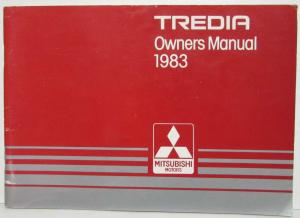 TREDIA
Owners Manual
1983
MITSUBISHI
MOTORS